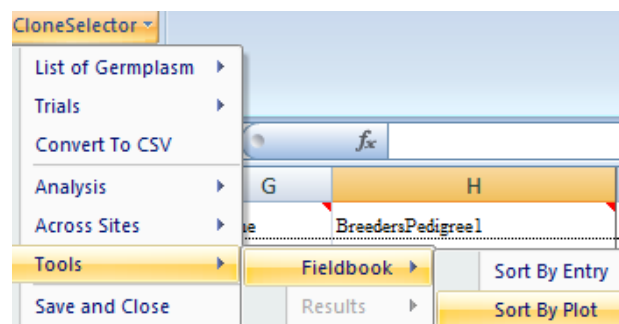 CloneSelector
List of Germplasm
Trials
Convert To CSV
fx
Analysis
G H
Across Sites
BreedersPedigree1
Tools
Fieldbook
Sort By Entry
Save and Close
Results
Sort By Plot